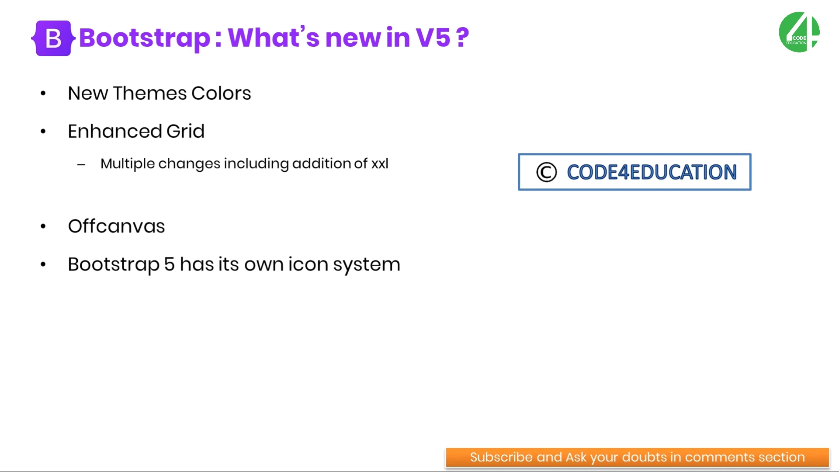 B Bootstrap : What's new in V5 ?
4
CODE
EDUCATION
• New Themes Colors
• Enhanced Grid
– Multiple changes including addition of xxl
© CODE4EDUCATION
• Offcanvas
• Bootstrap 5 has its own icon system
Subscribe and Ask your doubts in comments section